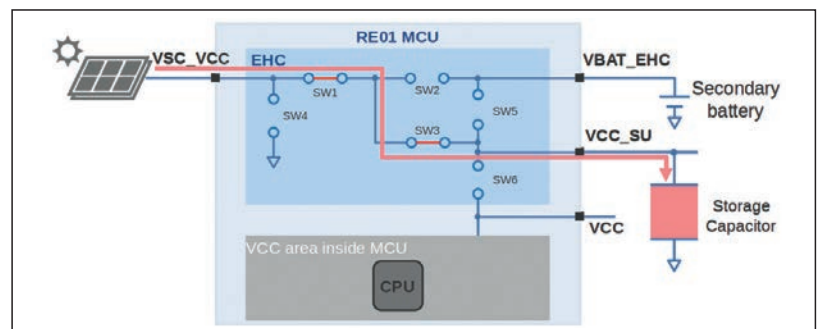 RE01 MCU
VSC_VCC
EHC
VBAT_EHC
SW1
SW2
Secondary
battery
SW4
SW5
SW3
VCC_SU
SW6
Storage
Capacitor
VCC
VCC area inside MCU
CPU